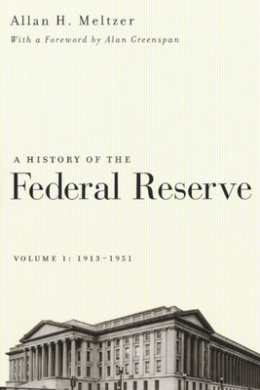 Allan H. Meltzer
With a Foreword by Alan Greenspan
A HISTORY OF THE
Federal Reserve
VOLUME 1: 1913–1951